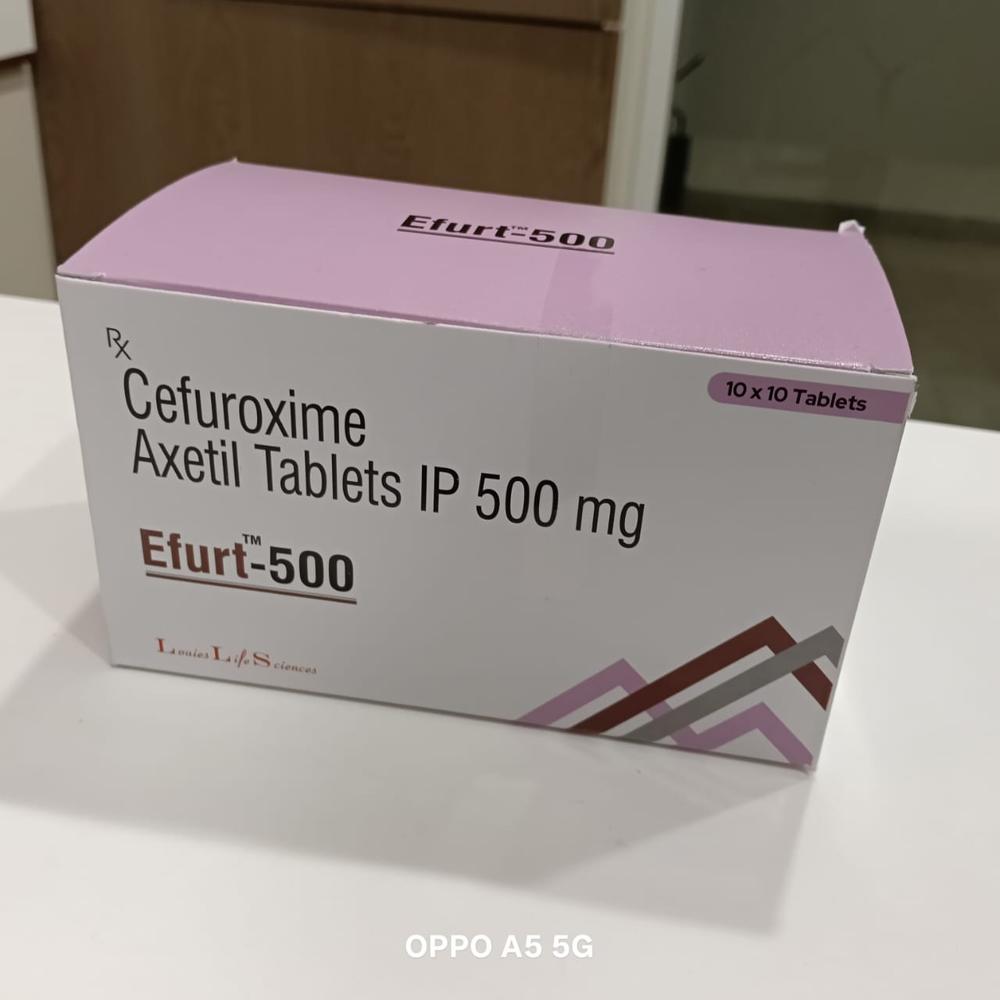 Efurt™-500
Rx
Cefuroxime
Axetil Tablets IP 500 mg
10 x 10 Tablets
Efurt™-500
Louies Life Sciences
OPPO A5 5G